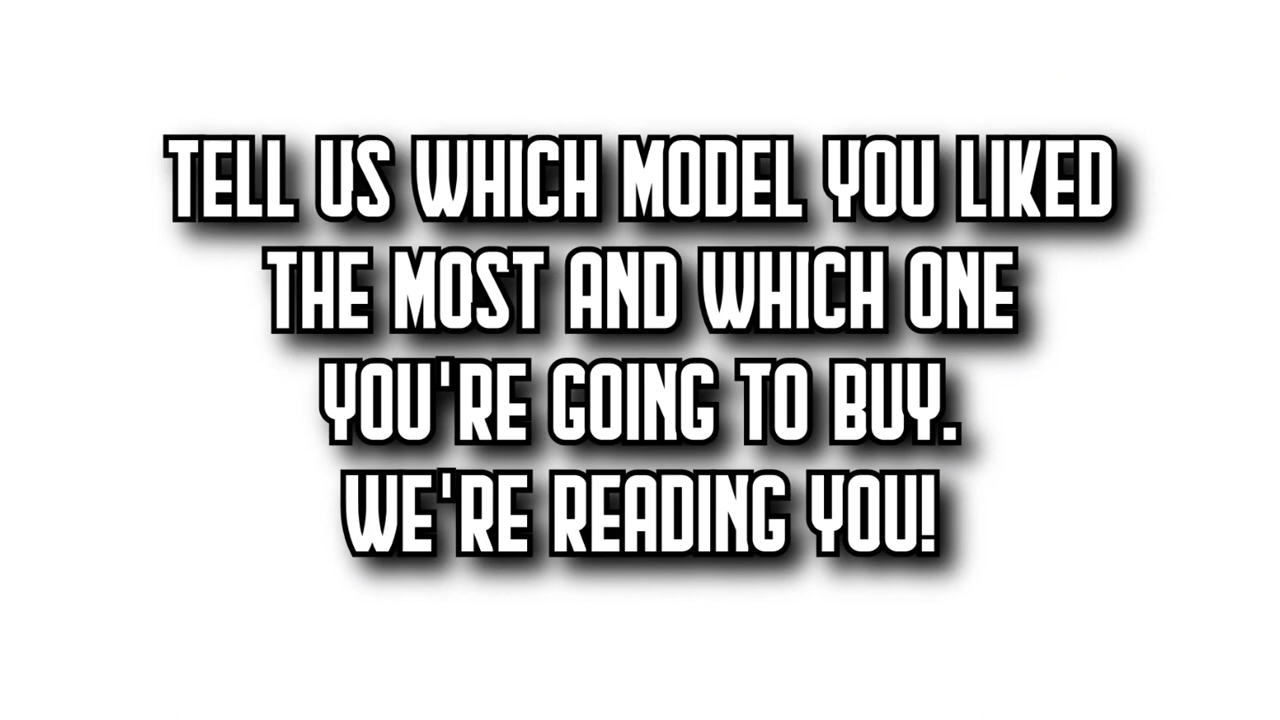 TELL US WHICH MODEL YOU LIKED
THE MOST AND WHICH ONE
YOU'RE GOING TO BUY.
WE'RE READING YOU!